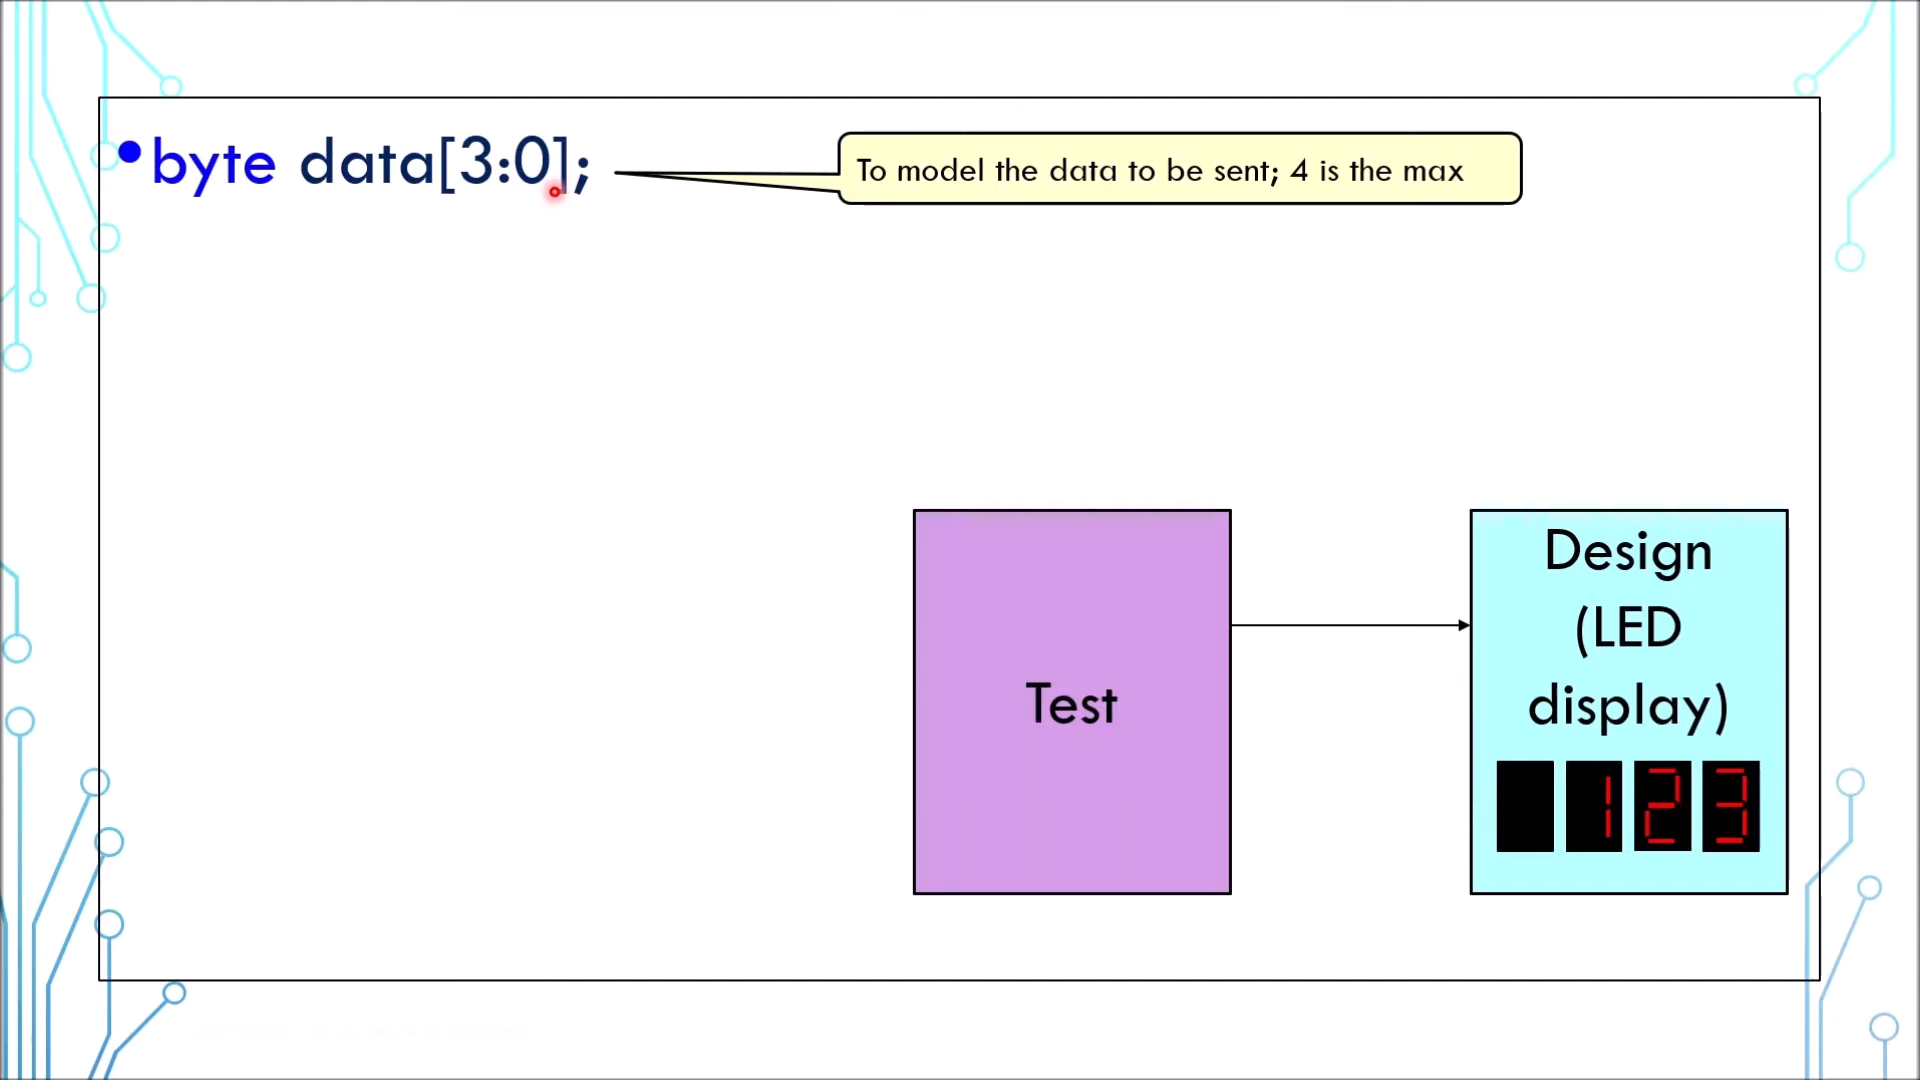 • byte data[3:0];
To model the data to be sent; 4 is the max
Test
Design
(LED
display)
123